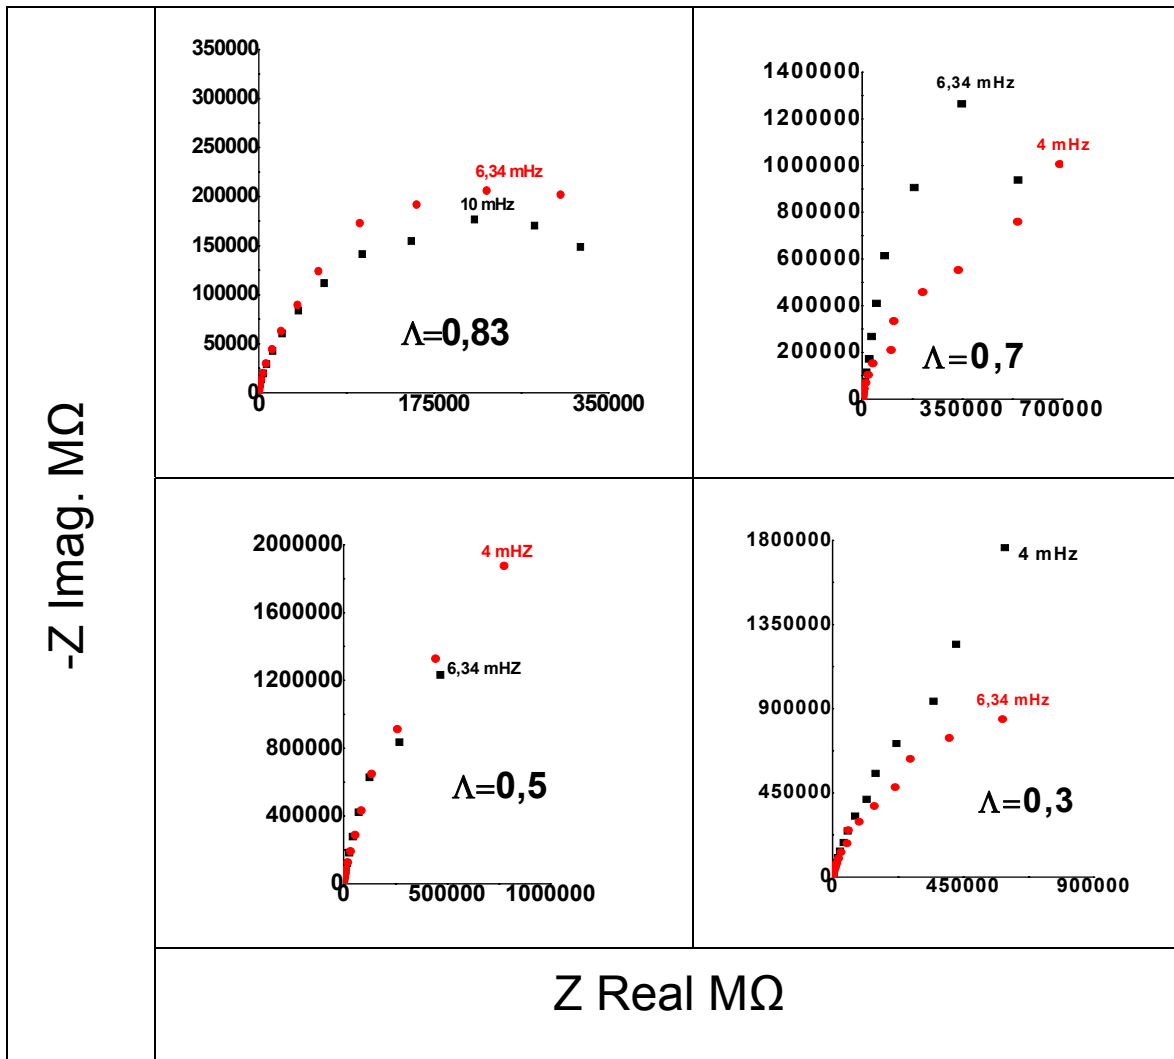 -Z Imag. MΩ
350000
300000
250000
200000
150000
100000
50000
0
6,34 mHz
10 mHz
Λ=0,83
0 175000 350000
1400000
1200000
1000000
800000
600000
400000
200000
0
6,34 mHz
4 mHz
Λ=0,7
0 350000 700000
2000000
1600000
1200000
800000
400000
0
4 mHZ
6,34 mHZ
Λ=0,5
0 500000 1000000
1800000
1350000
900000
450000
0
4 mHz
6,34 mHz
Λ=0,3
0 450000 900000
Z Real MΩ